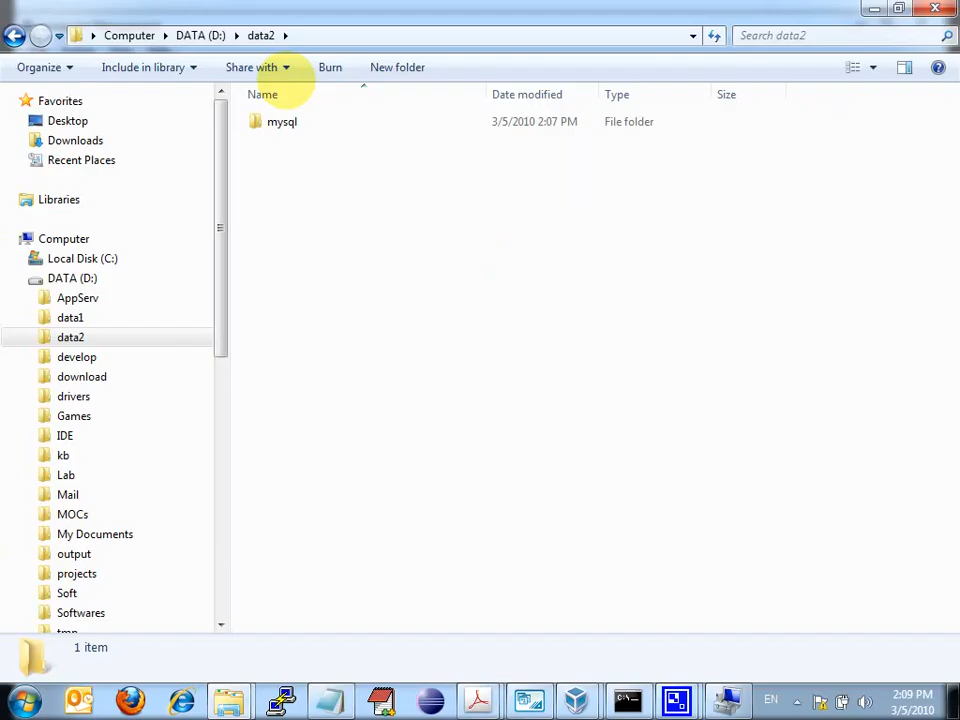 Computer DATA (D:) data2
Search data2
Organize Include in library Share with Burn New folder
Name Date modified Type Size
mysql 3/5/2010 2:07 PM File folder
Favorites
Desktop
Downloads
Recent Places
Libraries
Computer
Local Disk (C:)
DATA (D:)
AppServ
data1
data2
develop
download
drivers
Games
IDE
kb
Lab
Mail
MOCs
My Documents
output
projects
Soft
Softwares
tmp
1 item
EN
2:09 PM
3/5/2010